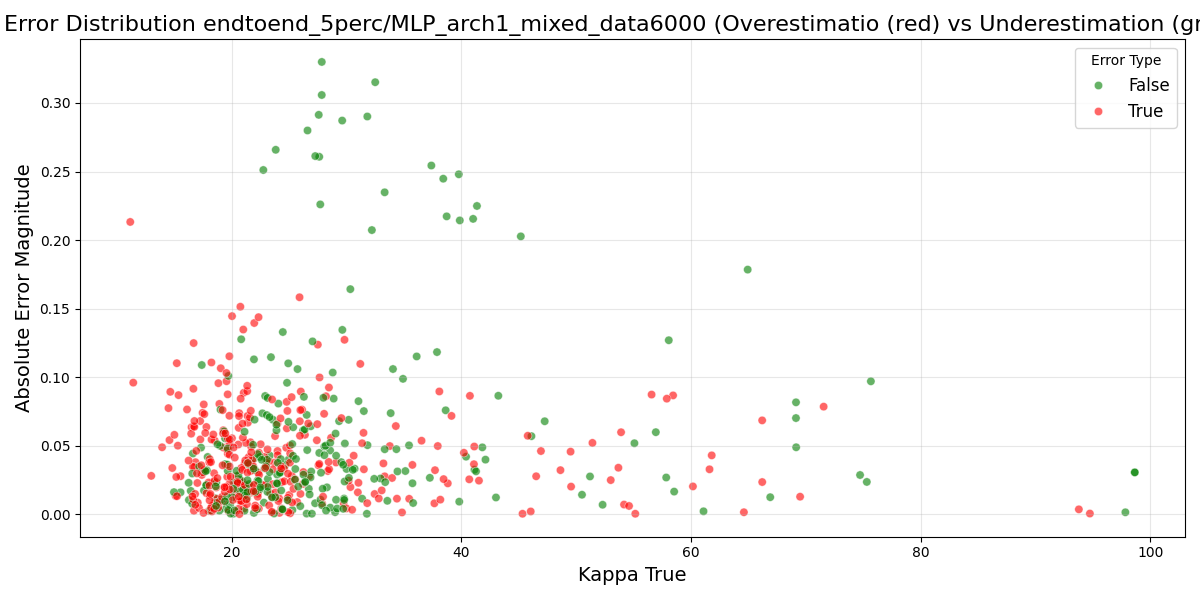 Error Distribution endtoend_5perc/MLP_arch1_mixed_data6000 (Overestimatio (red) vs Underestimation (gr
Error Type
False
True
Absolute Error Magnitude
0.30
0.25
0.20
0.15
0.10
0.05
0.00
20 40 60 80 100
Kappa True